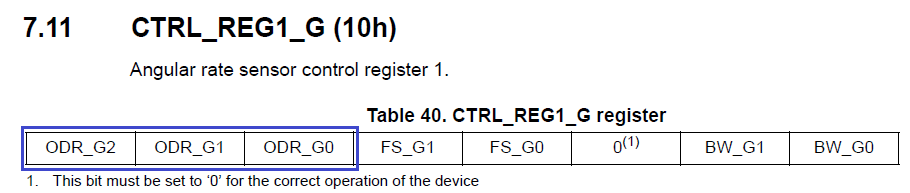 7.11 CTRL_REG1_G (10h)
Angular rate sensor control register 1.
Table 40. CTRL_REG1_G register
ODR_G2 ODR_G1 ODR_G0 FS_G1 FS_G0 0(1) BW_G1 BW_G0
1. This bit must be set to ‘0’ for the correct operation of the device